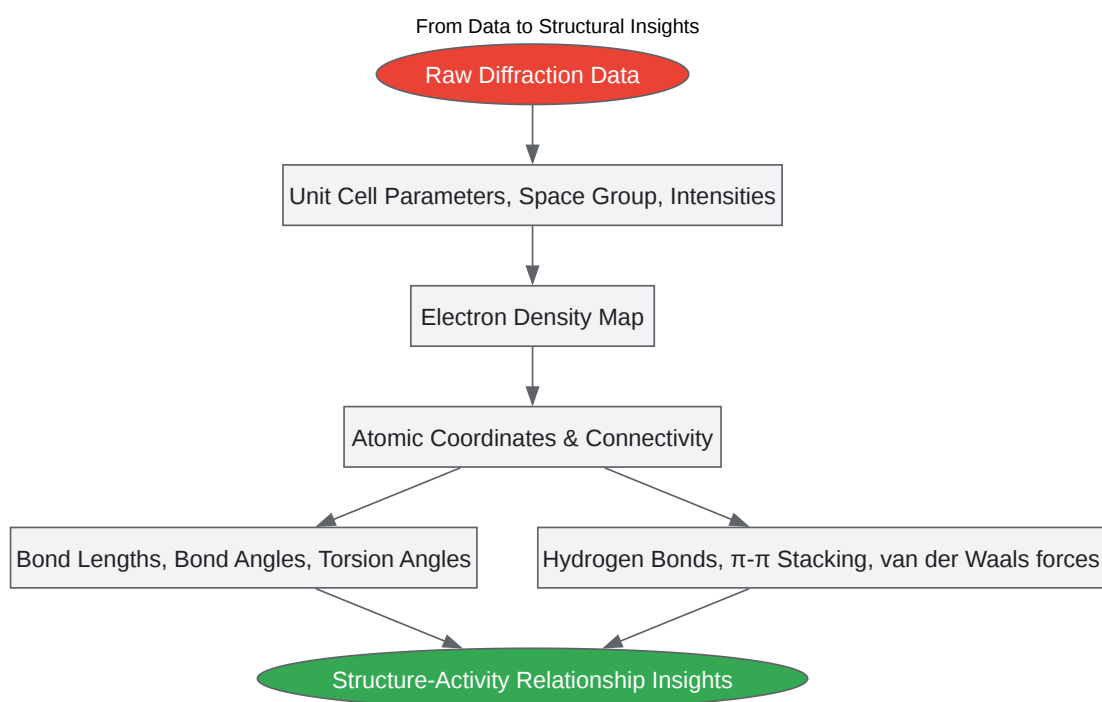 From Data to Structural Insights
Raw Diffraction Data
Unit Cell Parameters, Space Group, Intensities
Electron Density Map
Atomic Coordinates & Connectivity
Bond Lengths, Bond Angles, Torsion Angles
Hydrogen Bonds, π-π Stacking, van der Waals forces
Structure-Activity Relationship Insights